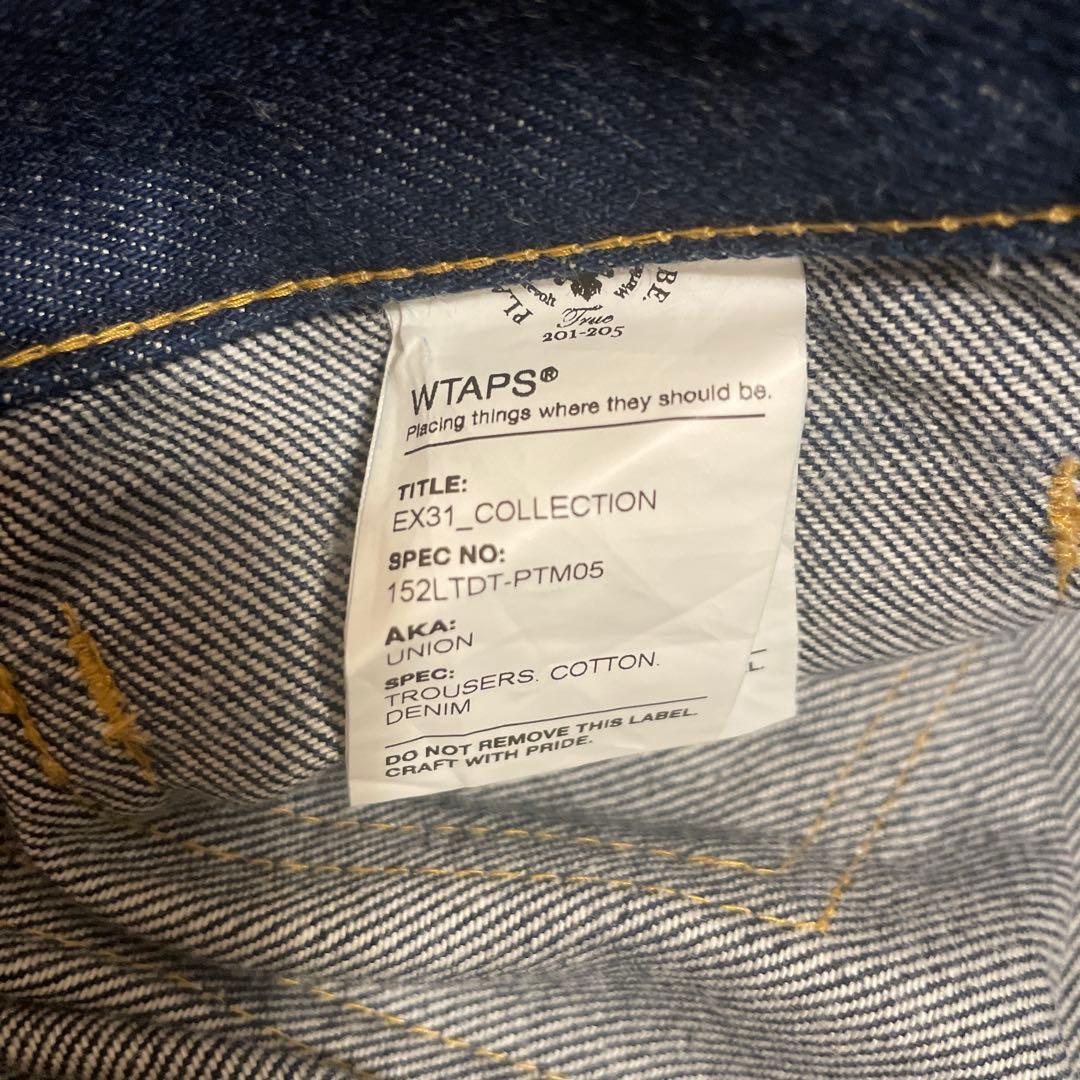 True
201-205
WTAPS®
Placing things where they should be.
TITLE:
EX31_COLLECTION
SPEC NO:
152LTDT-PTM05
AKA:
UNION
SPEC:
TROUSERS. COTTON.
DENIM
DO NOT REMOVE THIS LABEL.
CRAFT WITH PRIDE.